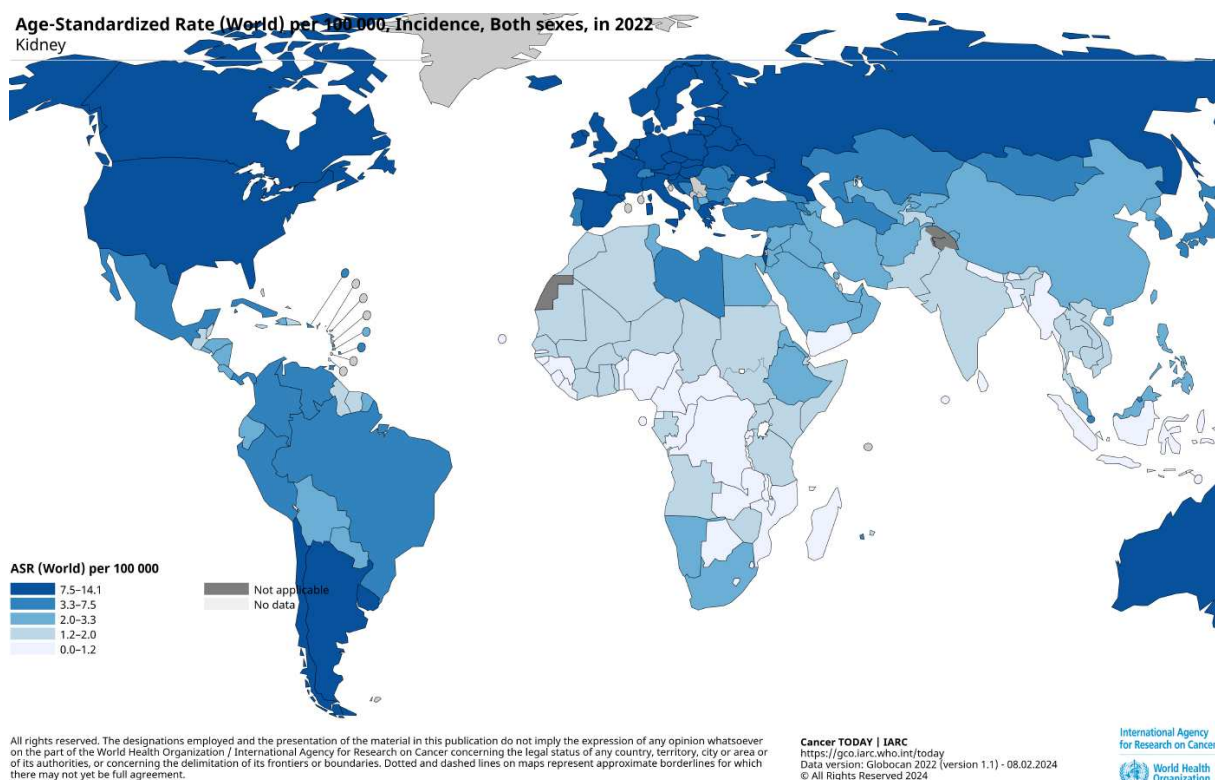 Age-Standardized Rate (World) per 100 000, Incidence, Both sexes, in 2022
Kidney
ASR (World) per 100 000
7.5–14.1
3.3–7.5
2.0–3.3
1.2–2.0
0.0–1.2
Not applicable
No data
All rights reserved. The designations employed and the presentation of the material in this publication do not imply the expression of any opinion whatsoever
on the part of the World Health Organization / International Agency for Research on Cancer concerning the legal status of any country, territory, city or area or
of its authorities, or concerning the delimitation of its frontiers or boundaries. Dotted and dashed lines on maps represent approximate borderlines for which
there may not yet be full agreement.
Cancer TODAY | IARC
https://gco.iarc.who.int/today
Data version: Globocan 2022 (version 1.1) - 08.02.2024
© All Rights Reserved 2024
International Agency
for Research on Cancer
World Health
Organization